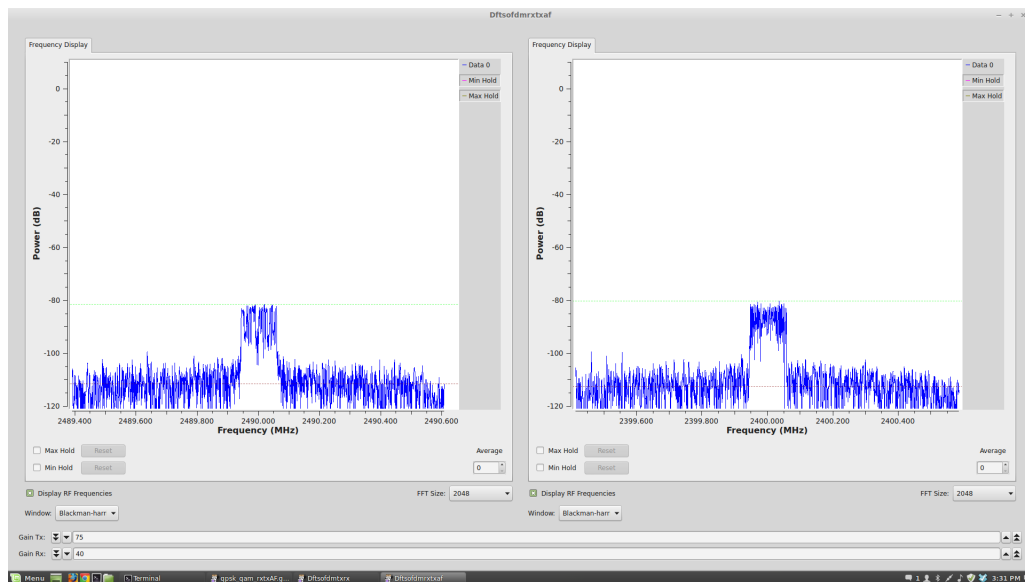 Dftsofdmrxtxaf
Frequency Display
Data 0
Min Hold
Max Hold
0
-20
-40
-60
-80
-100
-120
Power (dB)
2489.400 2489.600 2489.800 2490.000 2490.200 2490.400 2490.600
Frequency (MHz)
Max Hold Reset
Average
Min Hold Reset
0
Display RF Frequencies
FFT Size: 2048
Window: Blackman-harr
Frequency Display
Data 0
Min Hold
Max Hold
0
-20
-40
-60
-80
-100
-120
Power (dB)
2399.600 2399.800 2400.000 2400.200 2400.400
Frequency (MHz)
Max Hold Reset
Average
Min Hold Reset
0
Display RF Frequencies
FFT Size: 2048
Window: Blackman-harr
Gain Tx: 75
Gain Rx: 40
Menu Terminal qpsk_qam_rxtxAF.g... Dftsofdmtxrx Dftsofdmrxtxaf 1 3:31 PM